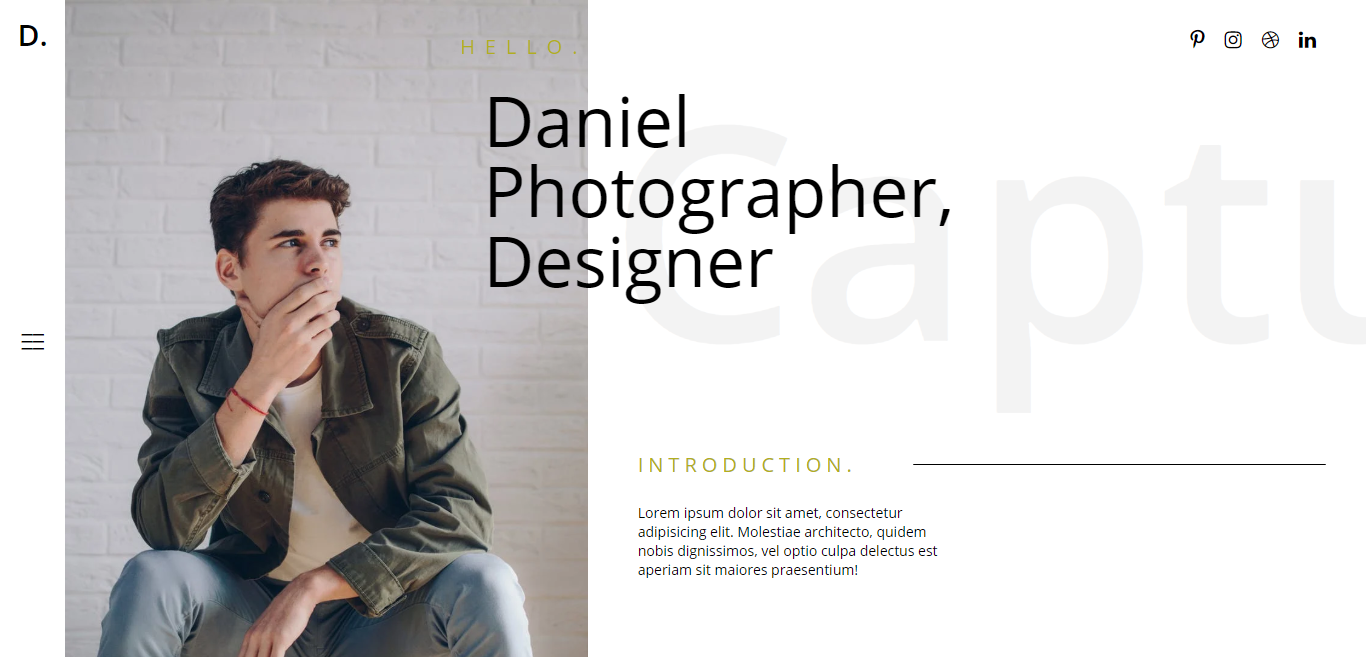 D.
HELLO.
Daniel
Photographer,
Designer
Captu
INTRODUCTION.
Lorem ipsum dolor sit amet, consectetur
adipisicing elit. Molestiae architecto, quidem
nobis dignissimos, vel optio culpa delectus est
aperiam sit maiores praesentium!